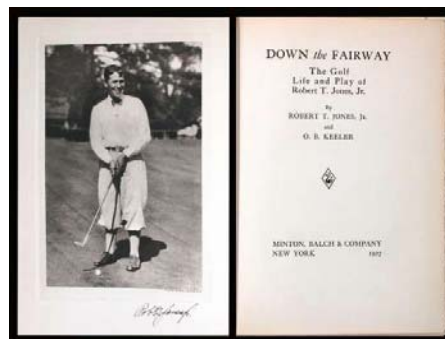 DOWN the FAIRWAY
The Golf
Life and Play of
Robert T. Jones, Jr.
By
ROBERT T. JONES, Jr.
and
O. B. KEELER
MINTON, BALCH & COMPANY
NEW YORK 1927